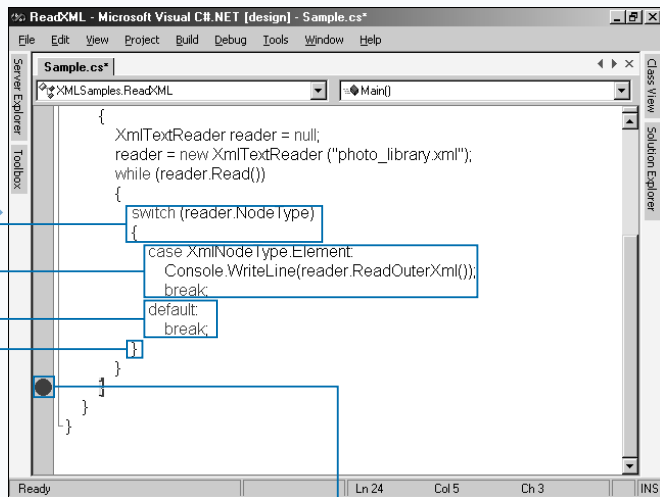 ReadXML - Microsoft Visual C#.NET [design] - Sample.cs*
File Edit View Project Build Debug Tools Window Help
Server Explorer
Toolbox
Sample.cs*
XMLSamples.ReadXML
Main()
{
XmlTextReader reader = null;
reader = new XmlTextReader ("photo_library.xml");
while (reader.Read())
{
switch (reader.NodeType)
{
case XmlNodeType.Element:
Console.WriteLine(reader.ReadOuterXml());
break;
default:
break;
}
}
}
}
}
Class View
Solution Explorer
Ready Ln 24 Col 5 Ch 3 INS